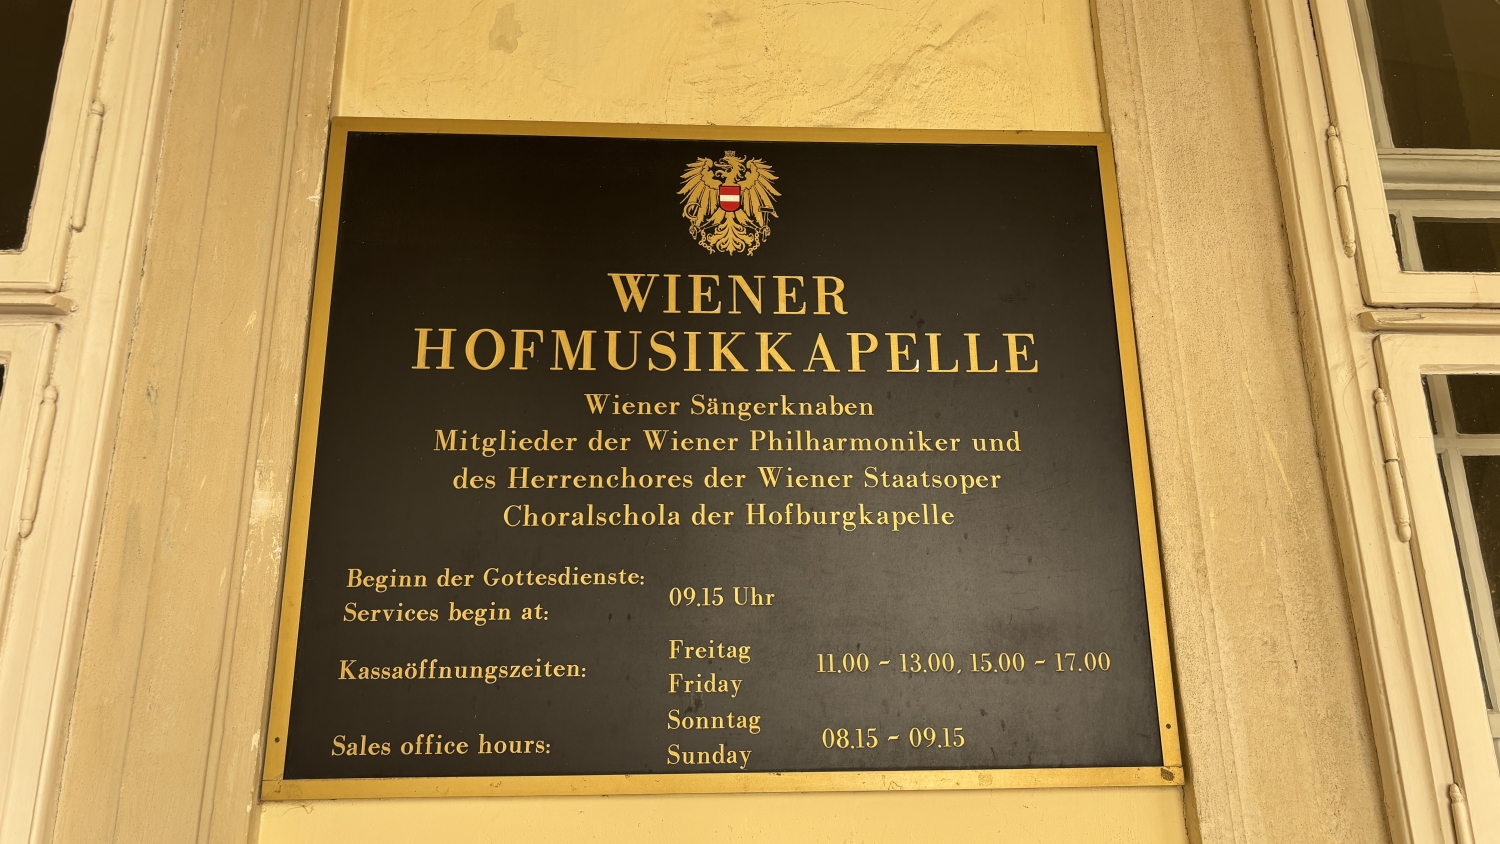 WIENER
HOFMUSIKKAPELLE
Wiener Sängerknaben
Mitglieder der Wiener Philharmoniker und
des Herrenchores der Wiener Staatsoper
Choralschola der Hofburgkapelle
Beginn der Gottesdienste:
Services begin at:
09.15 Uhr
Kassaöffnungszeiten:
Freitag
Friday
11.00 - 13.00, 15.00 - 17.00
Sales office hours:
Sonntag
Sunday
08.15 - 09.15